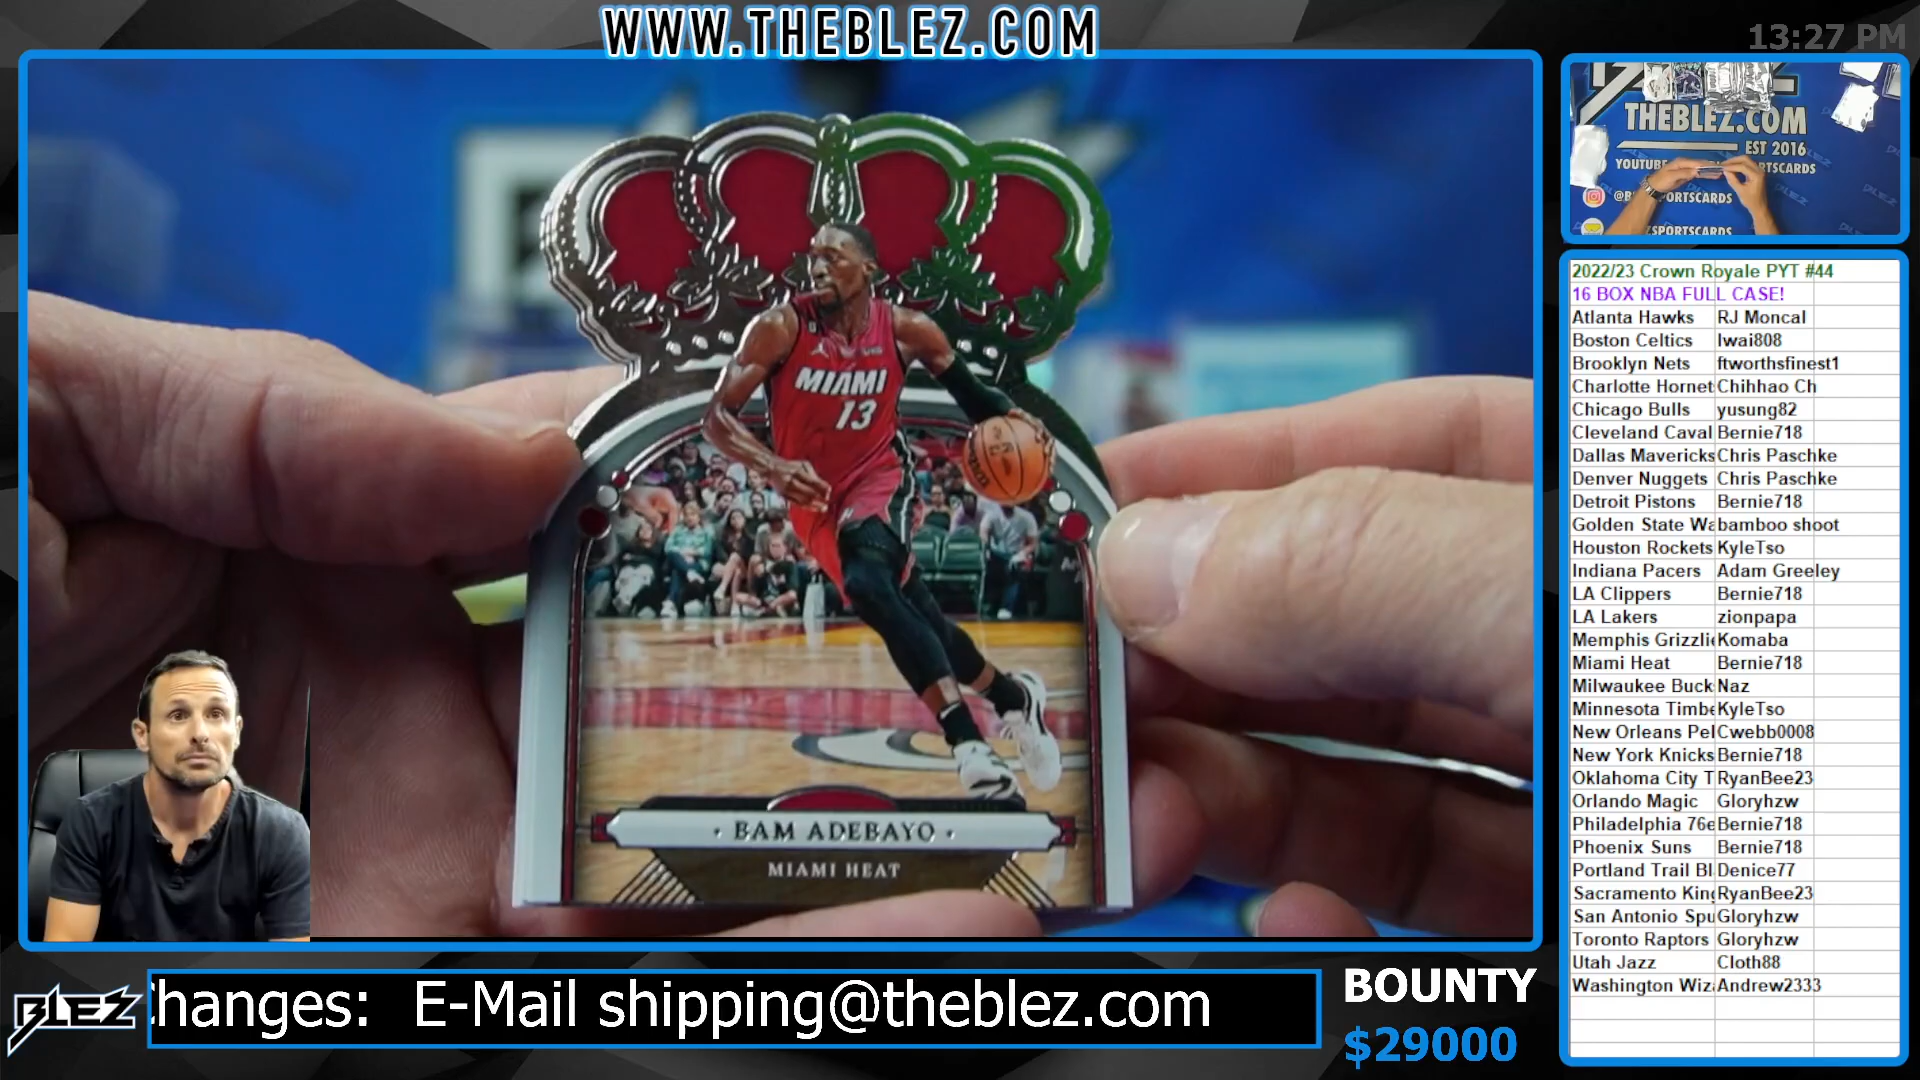 WWW.THEBLEZ.COM
13:27 PM
THEBLEZ.COM
EST 2016
MIAMI
13
· BAM ADEBAYO ·
MIAMI HEAT
2022/23 Crown Royale PYT #44
16 BOX NBA FULL CASE!
Atlanta Hawks RJ Moncal
Boston Celtics Iwai808
Brooklyn Nets ftworthsfinest1
Charlotte Hornet Chihhao Ch
Chicago Bulls yusung82
Cleveland Caval Bernie718
Dallas Mavericks Chris Paschke
Denver Nuggets Chris Paschke
Detroit Pistons Bernie718
Golden State Wa bamboo shoot
Houston Rockets KyleTso
Indiana Pacers Adam Greeley
LA Clippers Bernie718
LA Lakers zionpapa
Memphis Grizzlie Komaba
Miami Heat Bernie718
Milwaukee Buck Naz
Minnesota Timbe KyleTso
New Orleans Pel Cwebb0008
New York Knicks Bernie718
Oklahoma City T RyanBee23
Orlando Magic Gloryhzw
Philadelphia 76e Bernie718
Phoenix Suns Bernie718
Portland Trail Bl Denice77
Sacramento King RyanBee23
San Antonio Spu Gloryhzw
Toronto Raptors Gloryhzw
Utah Jazz Cloth88
Washington Wiz Andrew2333
BLEZ
hanges: E-Mail shipping@theblez.com
BOUNTY
$29000